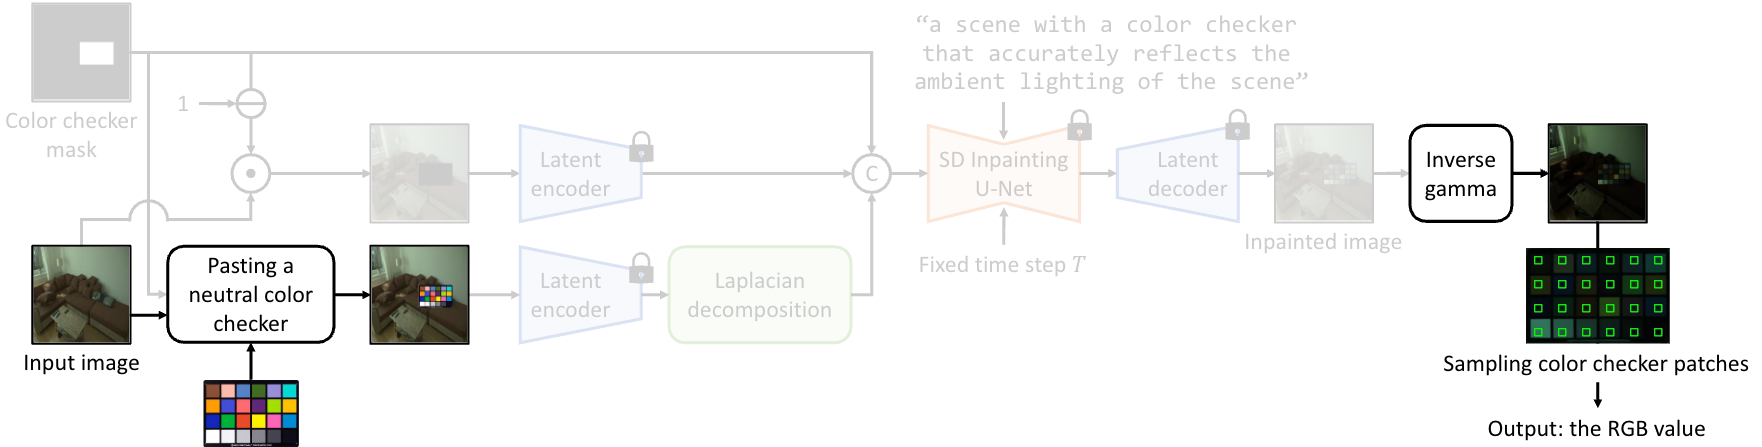 “a scene with a color checker
that accurately reflects the
ambient lighting of the scene”
1
Color checker
mask
Latent
encoder
C
SD Inpainting
U-Net
Latent
decoder
Inverse
gamma
Inpainted image
Fixed time step T
Pasting a
neutral color
checker
Latent
encoder
Laplacian
decomposition
Input image
Sampling color checker patches
Output: the RGB value